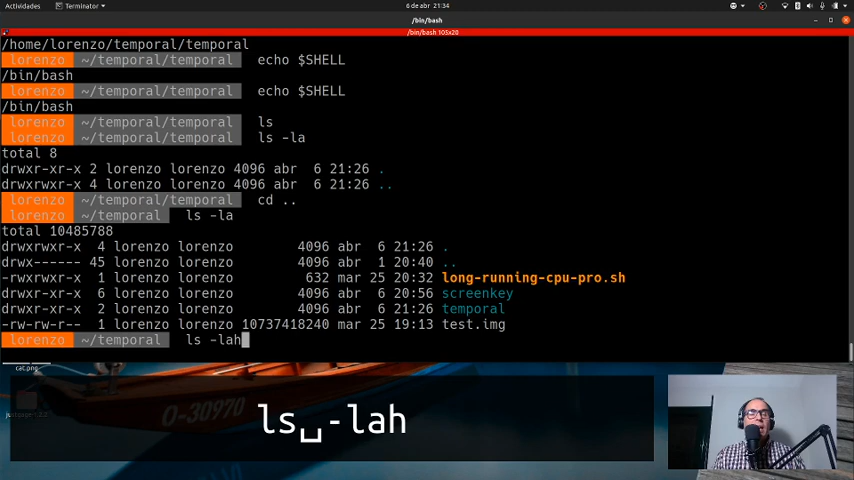 Actividades
Terminator
6 de abr 21:34
/bin/bash
/bin/bash 105x20
/home/lorenzo/temporal/temporal
lorenzo ~/temporal/temporal echo $SHELL
/bin/bash
lorenzo ~/temporal/temporal echo $SHELL
/bin/bash
lorenzo ~/temporal/temporal ls
lorenzo ~/temporal/temporal ls -la
total 8
drwxr-xr-x 2 lorenzo lorenzo 4096 abr 6 21:26 .
drwxr-xr-x 4 lorenzo lorenzo 4096 abr 6 21:26 ..
lorenzo ~/temporal/temporal cd ..
lorenzo ~/temporal ls -la
total 10485788
drwxrwxr-x 4 lorenzo lorenzo 4096 abr 6 21:26 .
drwx------ 45 lorenzo lorenzo 4096 abr 1 20:40 ..
-rwxrwxr-x 1 lorenzo lorenzo 632 mar 25 20:32 long-running-cpu-pro.sh
drwxr-xr-x 6 lorenzo lorenzo 4096 abr 6 20:56 screenkey
drwxr-xr-x 2 lorenzo lorenzo 4096 abr 6 21:26 temporal
-rw-rw-r-- 1 lorenzo lorenzo 10737418240 mar 25 19:13 test.img
lorenzo ~/temporal ls -lah
cat.png
O-30970
ls␣-lah